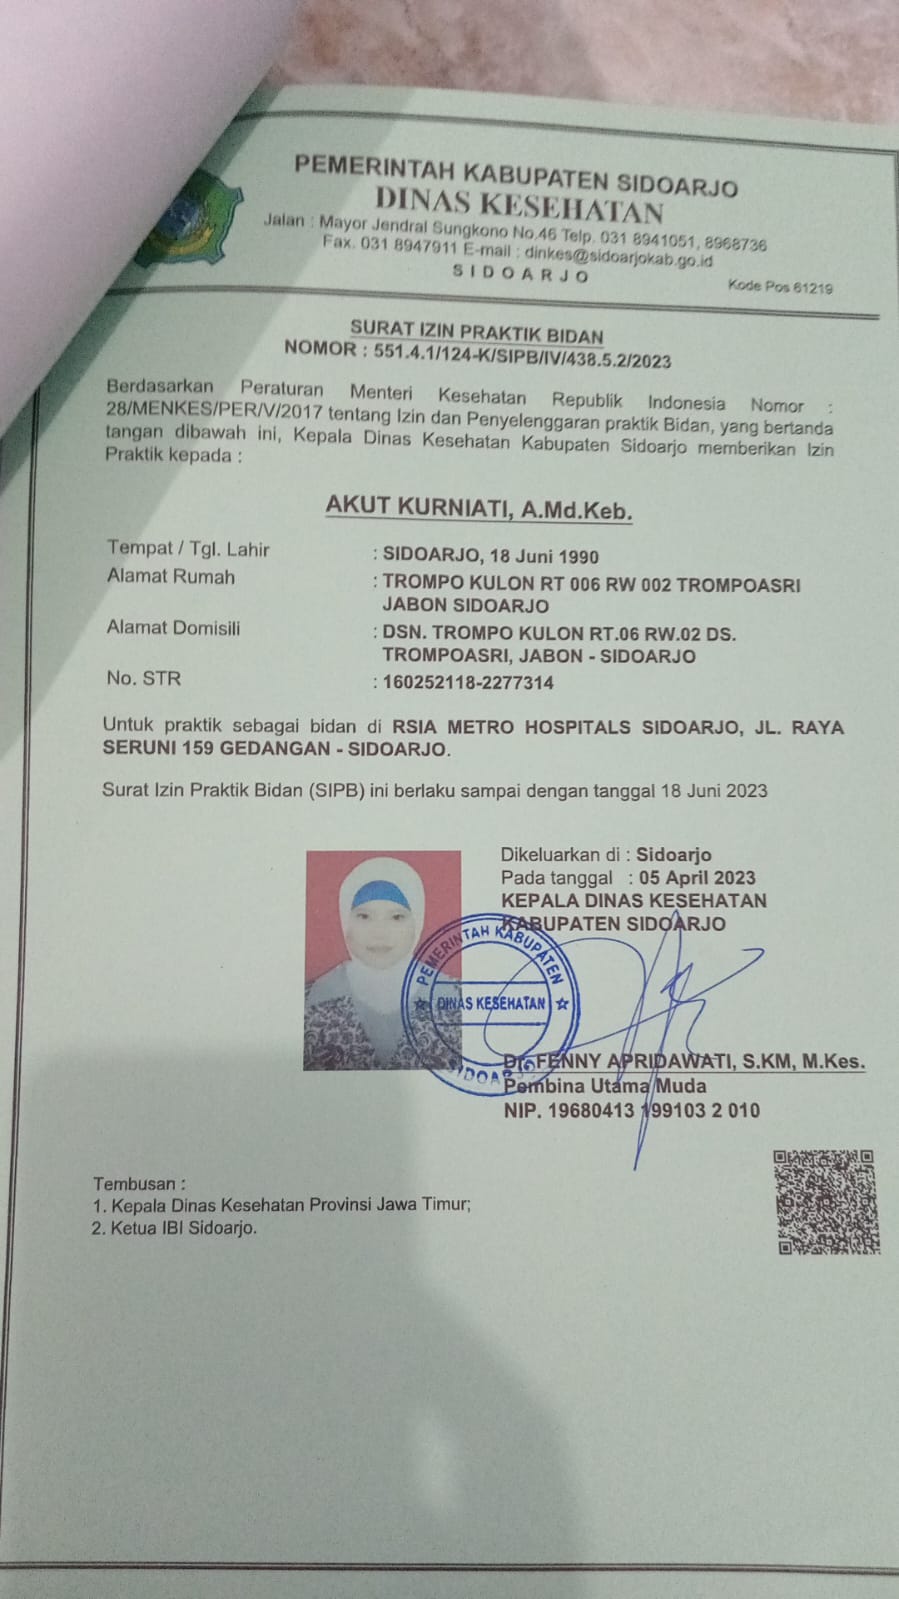 PEMERINTAH KABUPATEN SIDOARJO
DINAS KESEHATAN
Jalan : Mayor Jendral Sungkono No.46 Telp. 031 8941051, 8968736
Fax. 031 8947911 E-mail : dinkes@sidoarjokab.go.id
SIDOARJO
Kode Pos 61219
SURAT IZIN PRAKTIK BIDAN
NOMOR : 551.4.1/124-K/SIPB/IV/438.5.2/2023
Berdasarkan Peraturan Menteri Kesehatan Republik Indonesia Nomor :
28/MENKES/PER/V/2017 tentang Izin dan Penyelenggaran praktik Bidan, yang bertanda
tangan dibawah ini, Kepala Dinas Kesehatan Kabupaten Sidoarjo memberikan Izin
Praktik kepada :
AKUT KURNIATI, A.Md.Keb.
Tempat / Tgl. Lahir : SIDOARJO, 18 Juni 1990
Alamat Rumah : TROMPO KULON RT 006 RW 002 TROMPOASRI
JABON SIDOARJO
Alamat Domisili : DSN. TROMPO KULON RT.06 RW.02 DS.
TROMPOASRI, JABON - SIDOARJO
No. STR : 160252118-2277314
Untuk praktik sebagai bidan di RSIA METRO HOSPITALS SIDOARJO, JL. RAYA
SERUNI 159 GEDANGAN - SIDOARJO.
Surat Izin Praktik Bidan (SIPB) ini berlaku sampai dengan tanggal 18 Juni 2023
Dikeluarkan di : Sidoarjo
Pada tanggal : 05 April 2023
KEPALA DINAS KESEHATAN
KABUPATEN SIDOARJO
PEMERINTAH KABUPATEN
DINAS KESEHATAN
SIDOARJO
Dr. FENNY APRIDAWATI, S.KM, M.Kes.
Pembina Utama Muda
NIP. 19680413 199103 2 010
Tembusan :
1. Kepala Dinas Kesehatan Provinsi Jawa Timur;
2. Ketua IBI Sidoarjo.